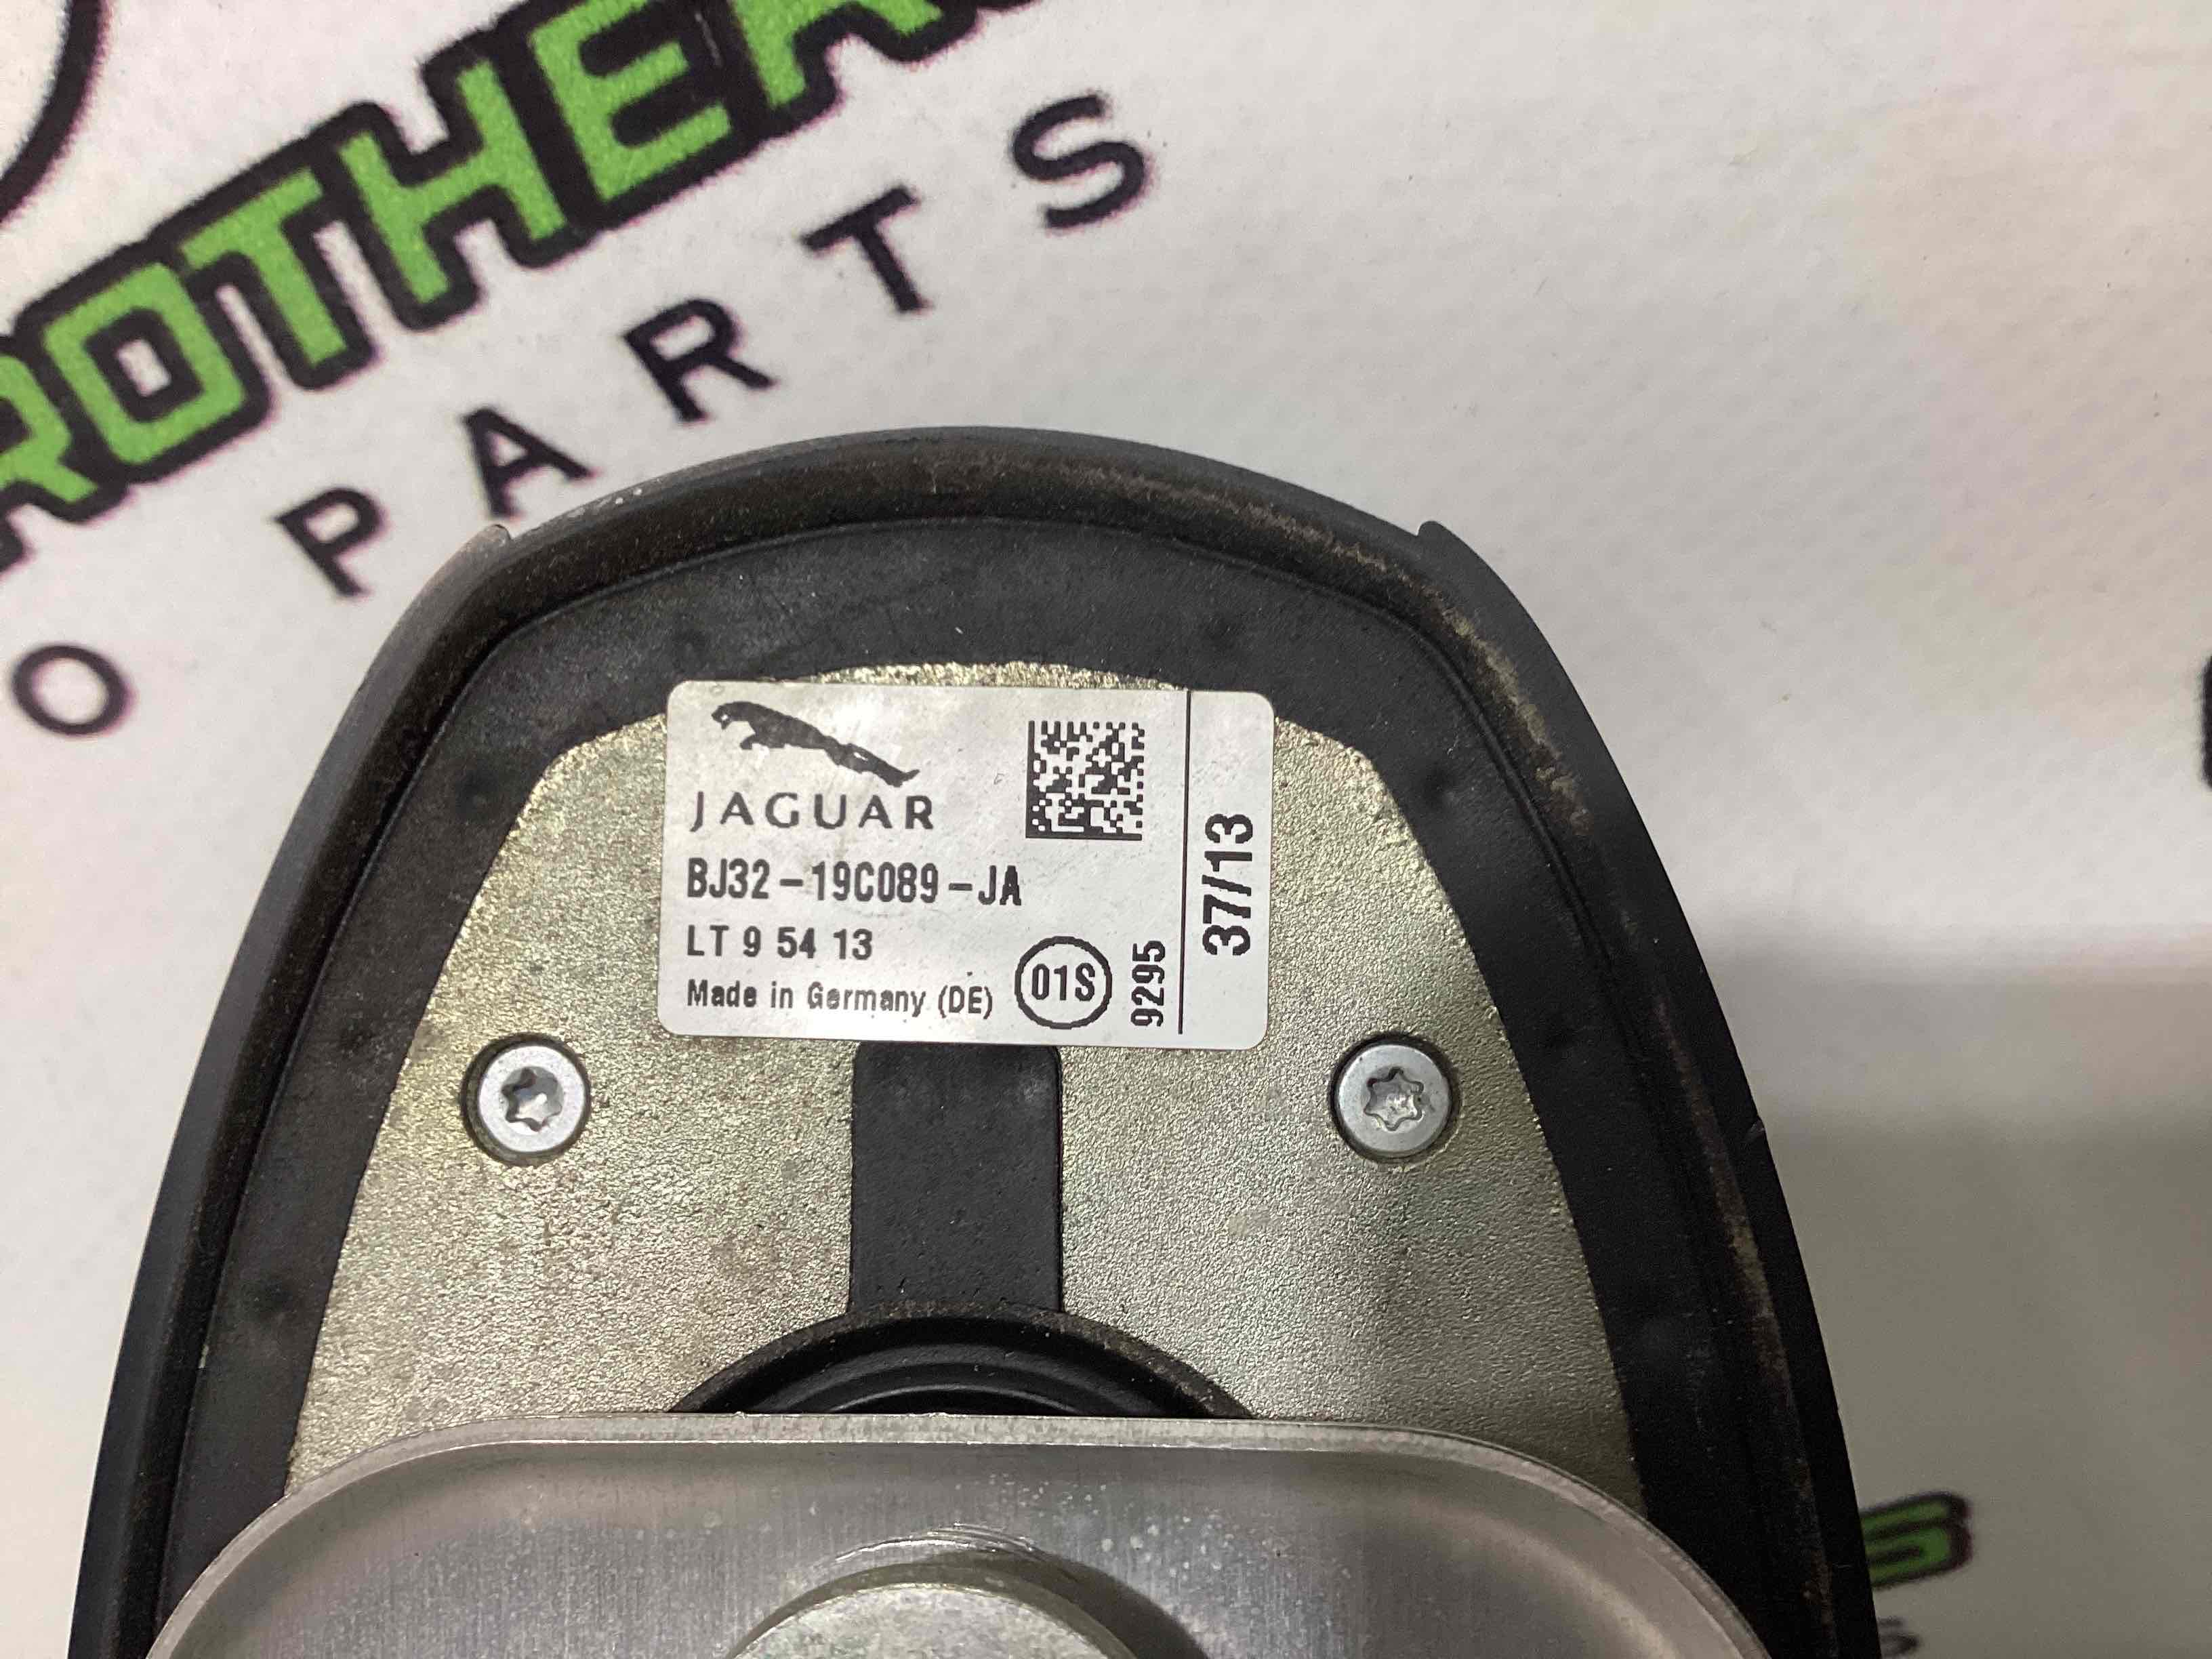 ROTHER
O PARTS
JAGUAR
BJ32-19C089-JA
LT 9 54 13
Made in Germany (DE)
01S
9295
37/13
S